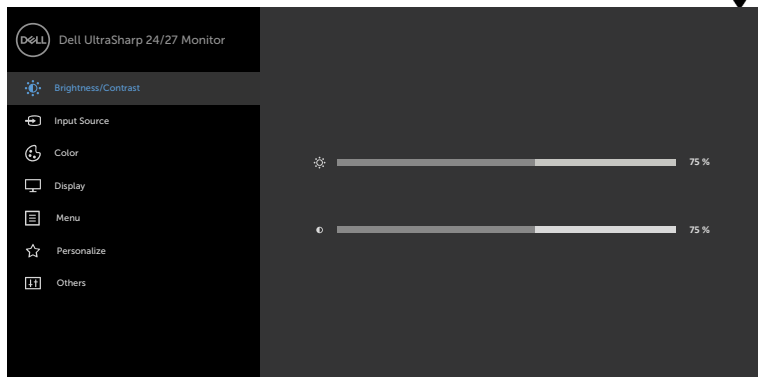 DELL Dell UltraSharp 24/27 Monitor
Brightness/Contrast
Input Source
Color
Display
Menu
Personalize
Others
75 %
75 %